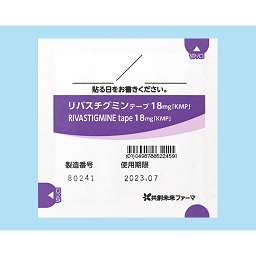 貼る日をお書きください。
リバスチグミンテープ18mg「KMP」
RIVASTIGMINE tape 18mg「KMP」
(01)04987885224591
製造番号 使用期限
80241 2023.07
共創未来ファーマ